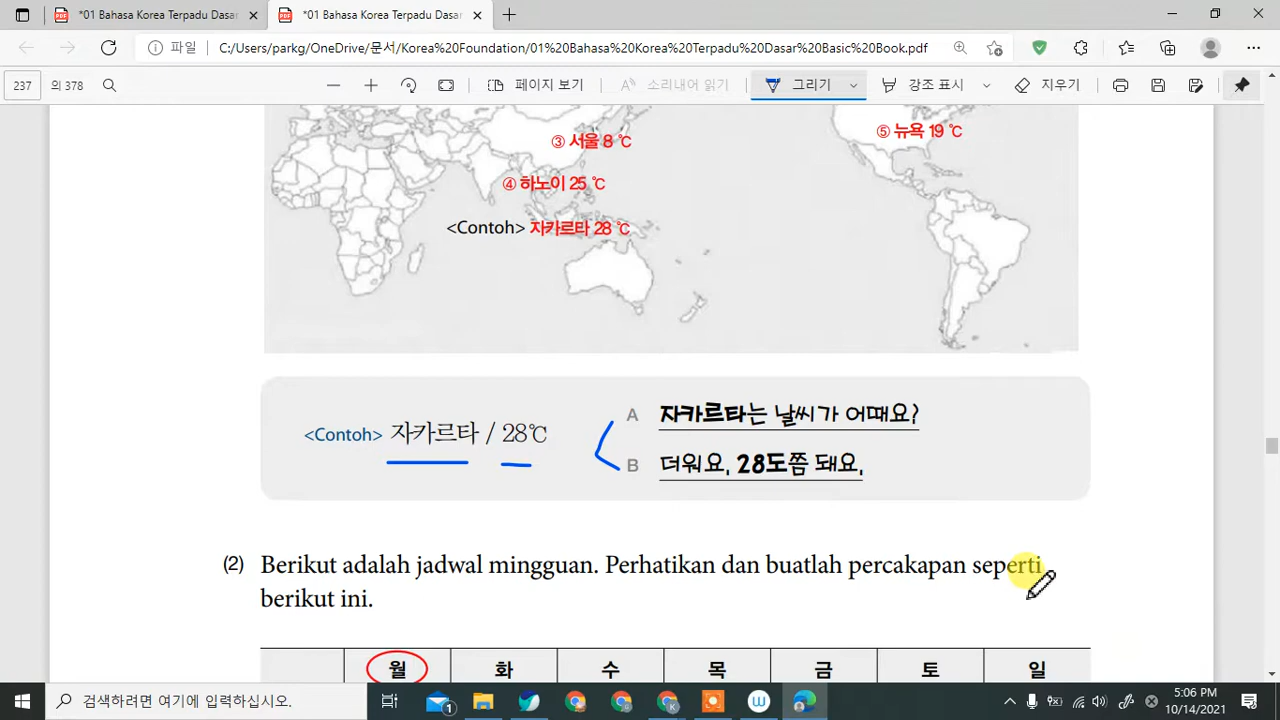 *01 Bahasa Korea Terpadu Dasar
*01 Bahasa Korea Terpadu Dasar
파일
C:/Users/parkg/OneDrive/문서/Korea%20Foundation/01%20Bahasa%20Korea%20Terpadu%20Dasar%20Basic%20Book.pdf
237 의 378
페이지 보기
소리내어 읽기
그리기
강조 표시
지우기
③ 서울 8 ℃
⑤ 뉴욕 19 ℃
④ 하노이 25 ℃
<Contoh> 자카르타 28 ℃
<Contoh> 자카르타 / 28℃
A 자카르타는 날씨가 어때요?
B 더워요, 28도쯤 돼요.
(2) Berikut adalah jadwal mingguan. Perhatikan dan buatlah percakapan seperti
berikut ini.
월 화 수 목 금 토 일
검색하려면 여기에 입력하십시오.
1
5:06 PM
10/14/2021